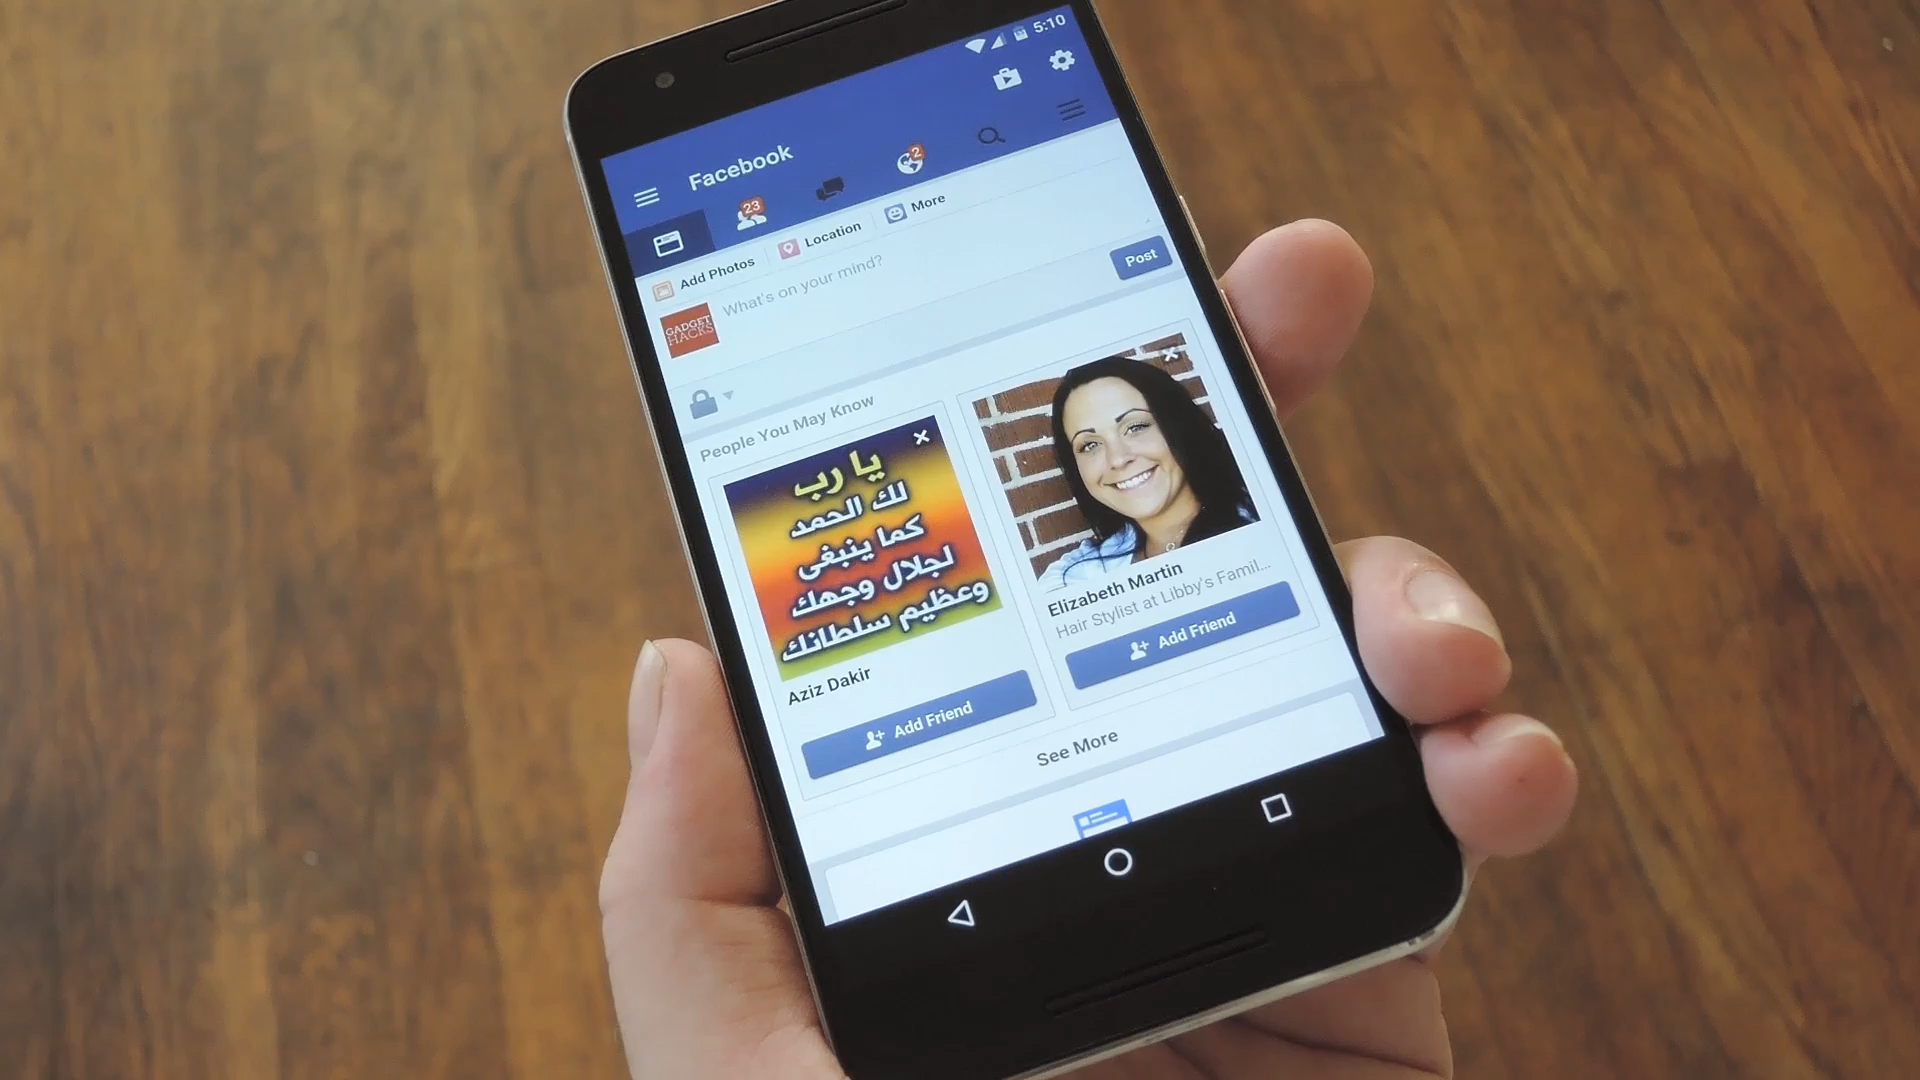 5:10
Facebook
23
2
Add Photos
Location
More
GADGET
HACKS
What's on your mind?
Post
People You May Know
يا رب
لك الحمد
كما ينبغى
لجلال وجهك
وعظيم سلطانك
Aziz Dakir
Add Friend
Elizabeth Martin
Hair Stylist at Libby's Famil...
Add Friend
See More